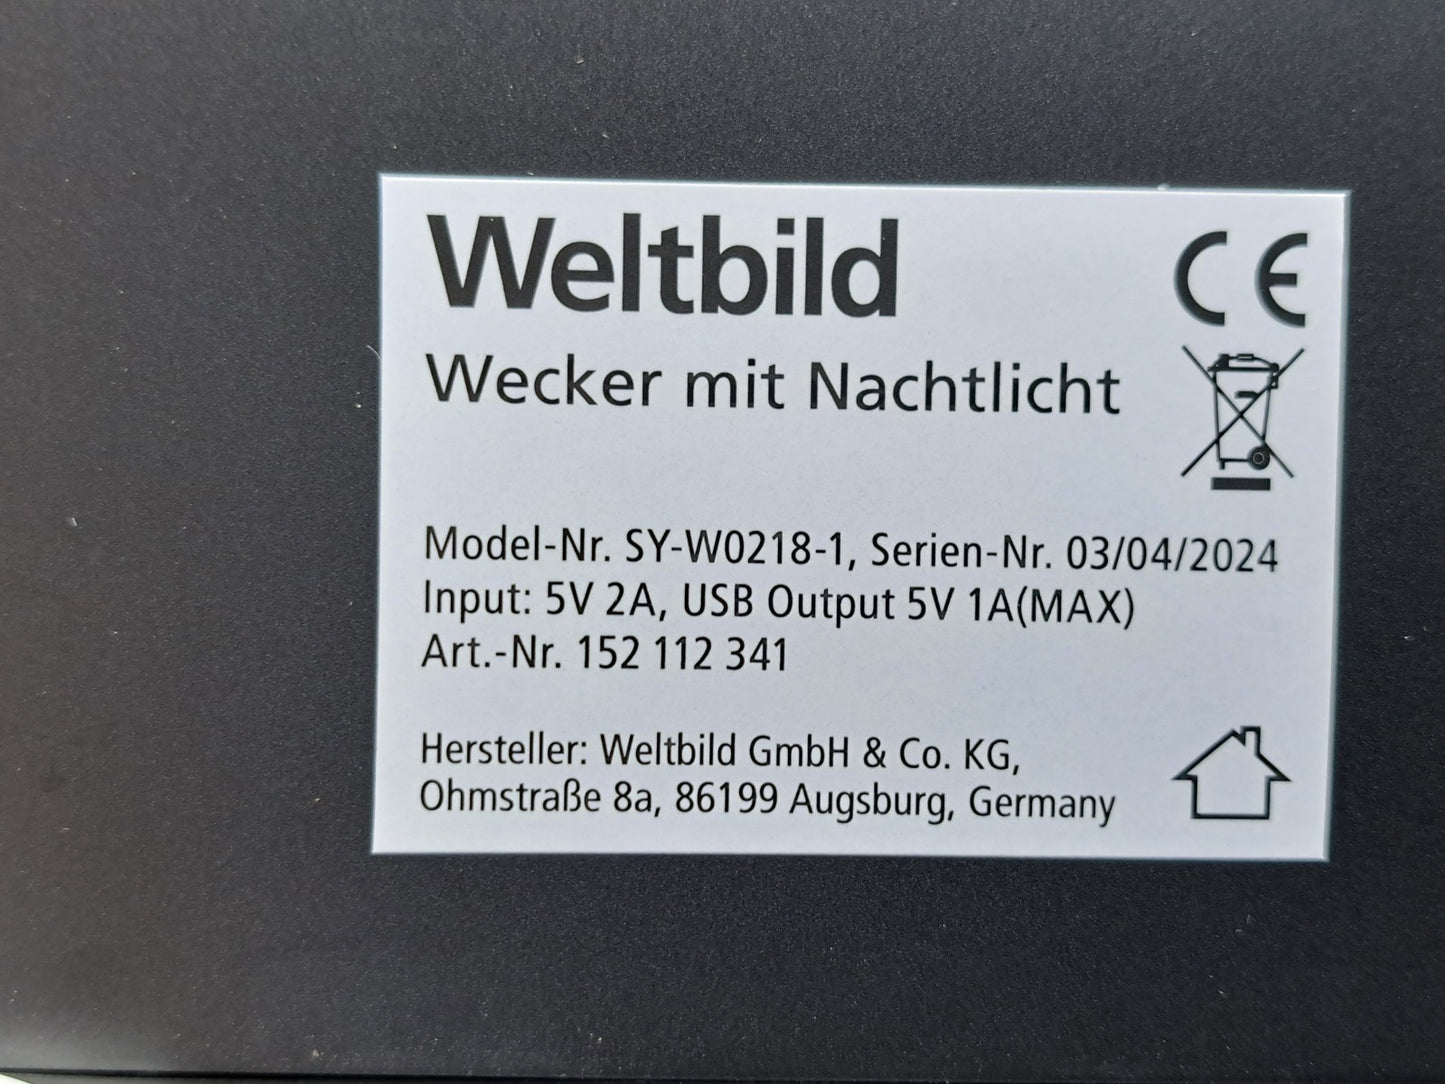 Weltbild
CE
Wecker mit Nachtlicht
Model-Nr. SY-W0218-1, Serien-Nr. 03/04/2024
Input: 5V 2A, USB Output 5V 1A(MAX)
Art.-Nr. 152 112 341
Hersteller: Weltbild GmbH & Co. KG,
Ohmstraße 8a, 86199 Augsburg, Germany